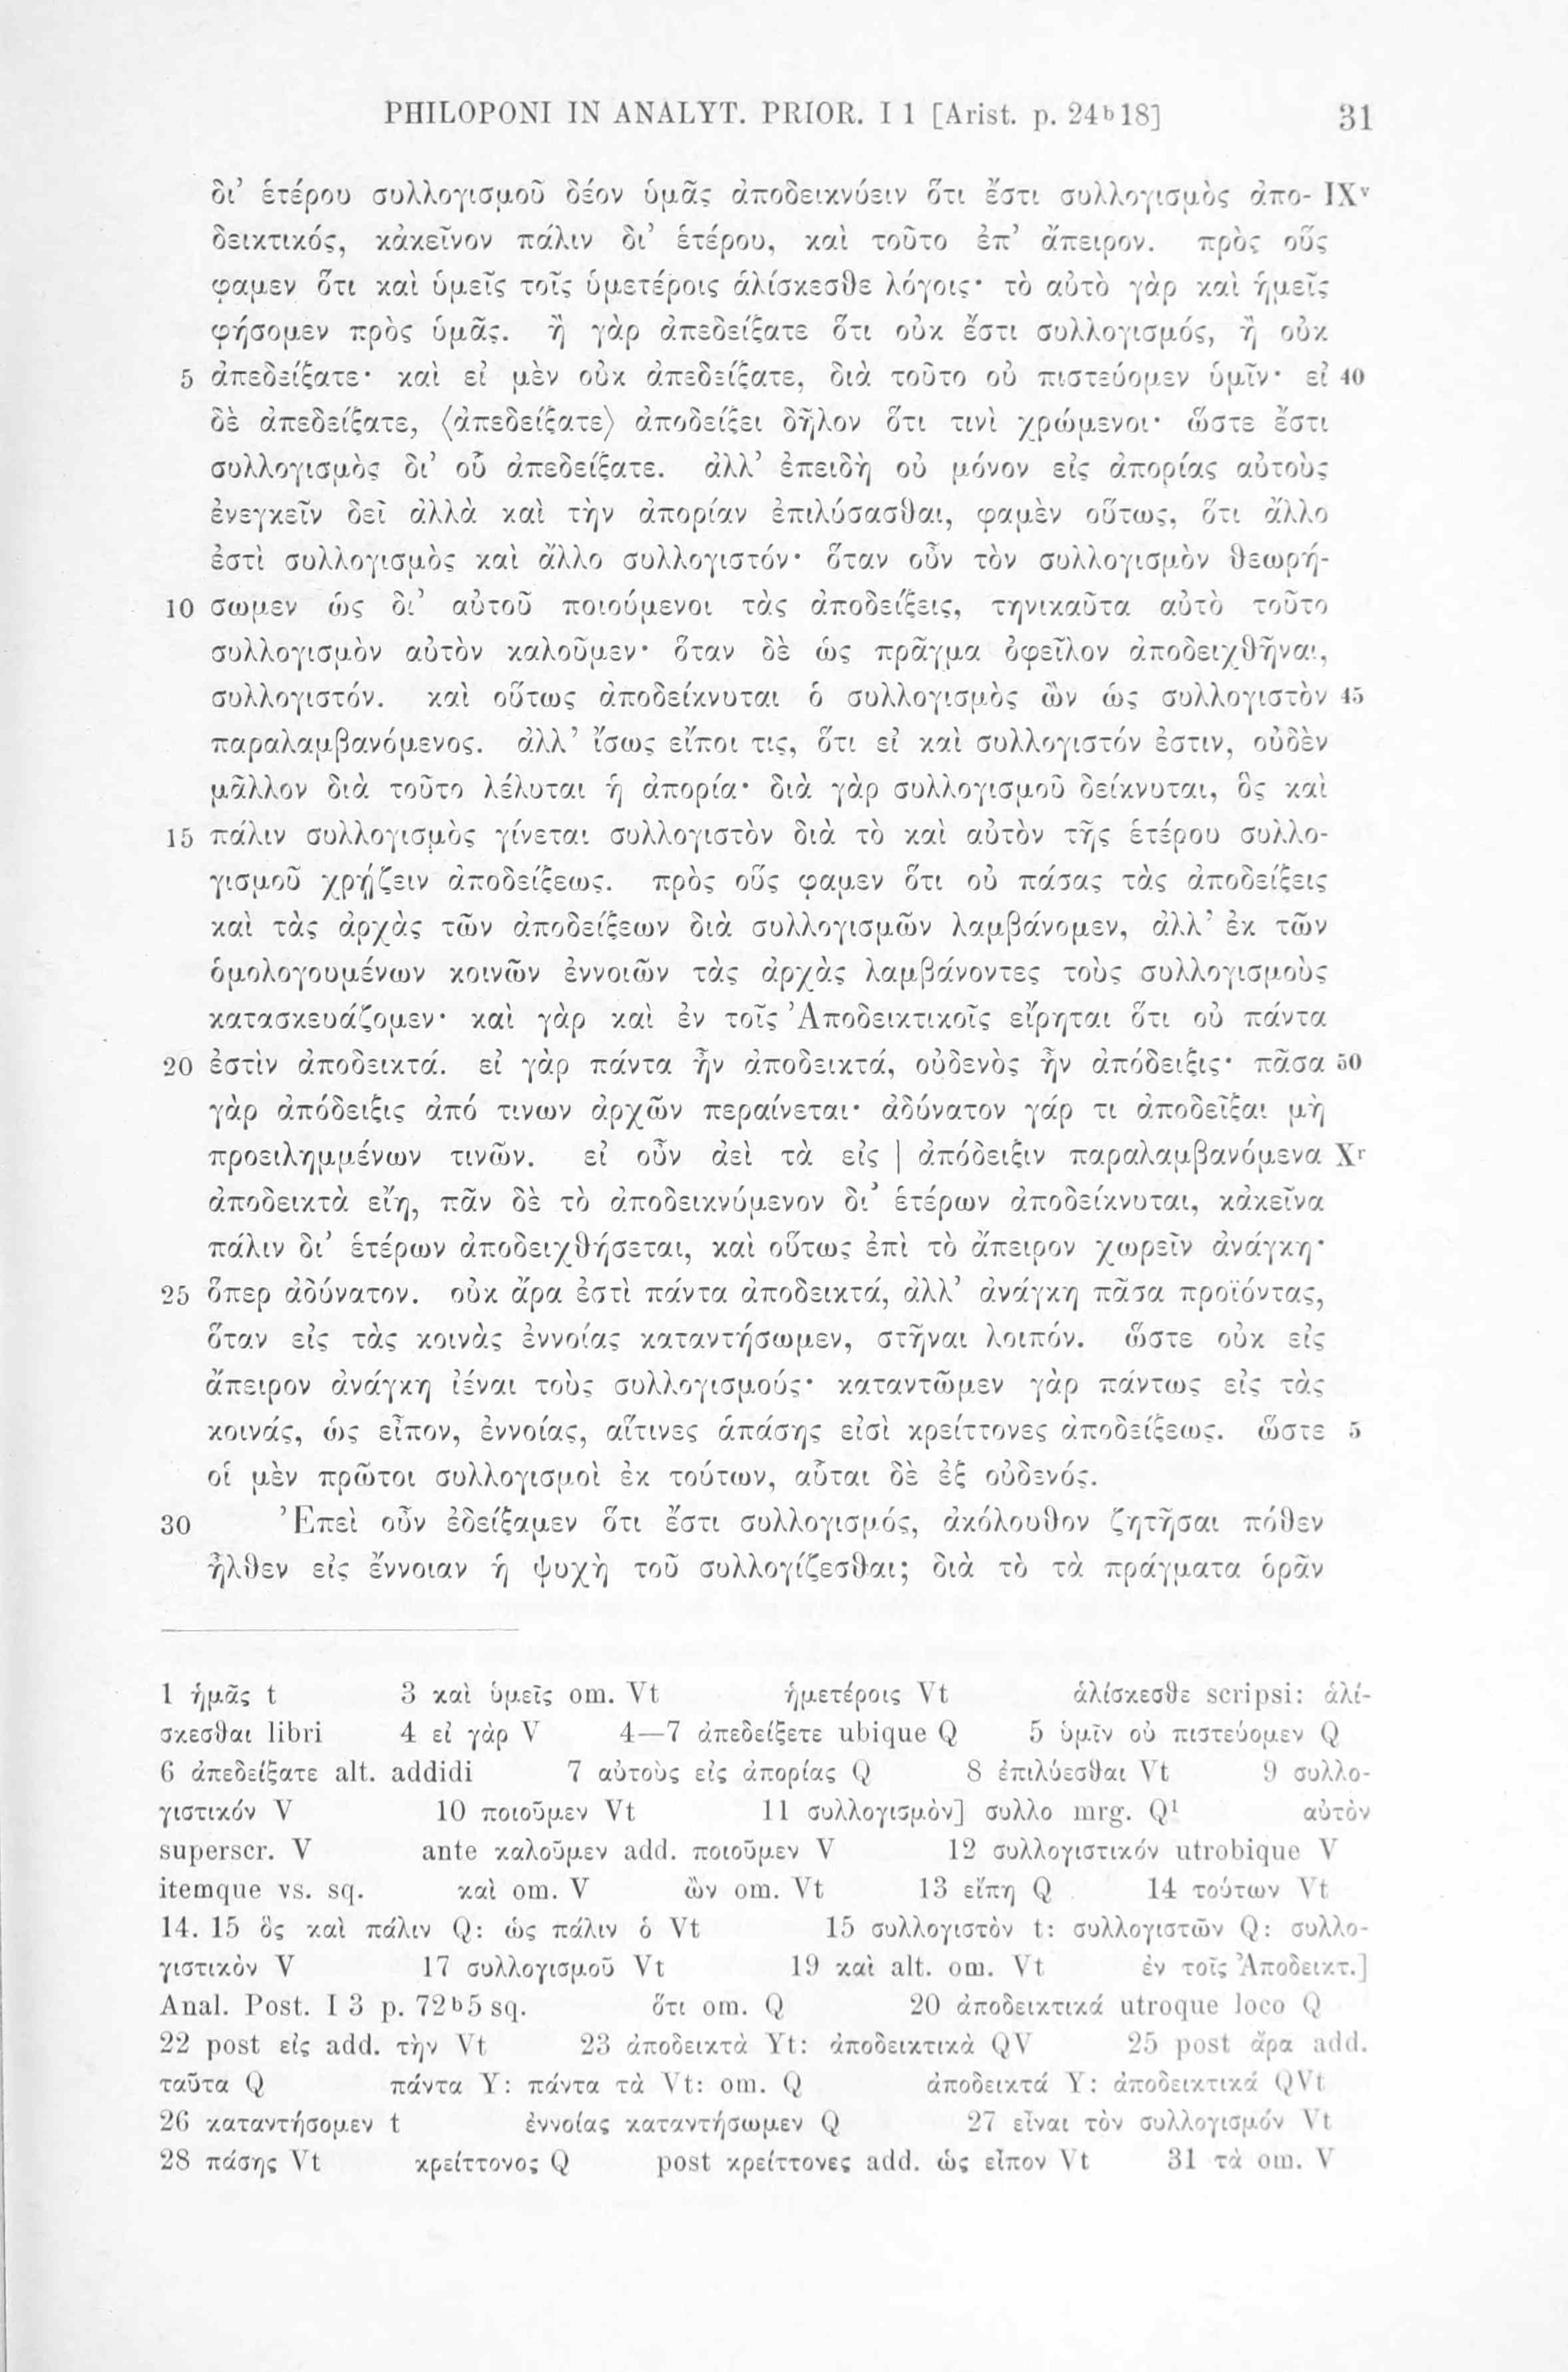 PHILOPONI IN ANALYT. PRIOR. I 1 [Arist. p. 24ᵇ18] 31
δι’ ἑτέρου συλλογισμοῦ δέον ὑμᾶς ἀποδεικνύειν ὅτι ἔστι συλλογισμὸς ἀπο- IXᵛ
δεικτικός, κἀκεῖνον πάλιν δι’ ἑτέρου, καὶ τοῦτο ἐπ’ ἄπειρον. πρὸς οὕς
φαμεν ὅτι καὶ ὑμεῖς τοῖς ὑμετέροις ἁλίσκεσθε λόγοις· τὸ αὐτὸ γὰρ καὶ ἡμεῖς
φήσομεν πρὸς ὑμᾶς. ἢ γὰρ ἀπεδείξατε ὅτι οὐκ ἔστι συλλογισμός, ἢ οὐκ
5 ἀπεδείξατε· καὶ εἰ μὲν οὐκ ἀπεδείξατε, διὰ τοῦτο οὐ πιστεύομεν ὑμῖν· εἰ 40
δὲ ἀπεδείξατε, ⟨ἀπεδείξατε⟩ ἀποδείξει δῆλον ὅτι τινὶ χρώμενοι· ὥστε ἔστι
συλλογισμὸς δι’ οὗ ἀπεδείξατε. ἀλλ’ ἐπειδὴ οὐ μόνον εἰς ἀπορίας αὐτοὺς
ἐνεγκεῖν δεῖ ἀλλὰ καὶ τὴν ἀπορίαν ἐπιλύσασθαι, φαμὲν οὕτως, ὅτι ἄλλο
ἐστὶ συλλογισμὸς καὶ ἄλλο συλλογιστόν· ὅταν οὖν τὸν συλλογισμὸν θεωρή-
10 σωμεν ὡς δι’ αὐτοῦ ποιούμενοι τὰς ἀποδείξεις, τηνικαῦτα αὐτὸ τοῦτο
συλλογισμὸν αὐτὸν καλοῦμεν· ὅταν δὲ ὡς πρᾶγμα ὀφεῖλον ἀποδειχθῆναι,
συλλογιστόν. καὶ οὕτως ἀποδείκνυται ὁ συλλογισμὸς ὢν ὡς συλλογιστὸν 45
παραλαμβανόμενος. ἀλλ’ ἴσως εἴποι τις, ὅτι εἰ καὶ συλλογιστόν ἐστιν, οὐδὲν
μᾶλλον διὰ τοῦτο λέλυται ἡ ἀπορία· διὰ γὰρ συλλογισμοῦ δείκνυται, ὃς καὶ
15 πάλιν συλλογισμὸς γίνεται συλλογιστὸν διὰ τὸ καὶ αὐτὸν τῆς ἑτέρου συλλο-
γισμοῦ χρῄζειν ἀποδείξεως. πρὸς οὕς φαμεν ὅτι οὐ πάσας τὰς ἀποδείξεις
καὶ τὰς ἀρχὰς τῶν ἀποδείξεων διὰ συλλογισμῶν λαμβάνομεν, ἀλλ’ ἐκ τῶν
ὁμολογουμένων κοινῶν ἐννοιῶν τὰς ἀρχὰς λαμβάνοντες τοὺς συλλογισμοὺς
κατασκευάζομεν· καὶ γὰρ καὶ ἐν τοῖς Ἀποδεικτικοῖς εἴρηται ὅτι οὐ πάντα
20 ἐστὶν ἀποδεικτά. εἰ γὰρ πάντα ἦν ἀποδεικτά, οὐδενὸς ἦν ἀπόδειξις· πᾶσα 50
γὰρ ἀπόδειξις ἀπό τινων ἀρχῶν περαίνεται· ἀδύνατον γάρ τι ἀποδεῖξαι μὴ
προειλημμένων τινῶν. εἰ οὖν ἀεὶ τὰ εἰς | ἀπόδειξιν παραλαμβανόμενα Xʳ
ἀποδεικτὰ εἴη, πᾶν δὲ τὸ ἀποδεικνύμενον δι’ ἑτέρων ἀποδείκνυται, κἀκεῖνα
πάλιν δι’ ἑτέρων ἀποδειχθήσεται, καὶ οὕτως ἐπὶ τὸ ἄπειρον χωρεῖν ἀνάγκη·
25 ὅπερ ἀδύνατον. οὐκ ἄρα ἐστὶ πάντα ἀποδεικτά, ἀλλ’ ἀνάγκη πᾶσα προϊόντας,
ὅταν εἰς τὰς κοινὰς ἐννοίας καταντήσωμεν, στῆναι λοιπόν. ὥστε οὐκ εἰς
ἄπειρον ἀνάγκη ἰέναι τοὺς συλλογισμούς· καταντῶμεν γὰρ πάντως εἰς τὰς
κοινάς, ὡς εἶπον, ἐννοίας, αἵτινες ἁπάσης εἰσὶ κρείττονες ἀποδείξεως. ὥστε 5
οἱ μὲν πρῶτοι συλλογισμοὶ ἐκ τούτων, αὗται δὲ ἐξ οὐδενός.
30 Ἐπεὶ οὖν ἐδείξαμεν ὅτι ἔστι συλλογισμός, ἀκόλουθον ζητῆσαι πόθεν
ἦλθεν εἰς ἔννοιαν ἡ ψυχὴ τοῦ συλλογίζεσθαι; διὰ τὸ τὰ πράγματα ὁρᾶν
1 ἡμᾶς t 3 καὶ ὑμεῖς om. Vt ἡμετέροις Vt ἁλίσκεσθε scripsi: ἁλί-
σκεσθαι libri 4 εἰ γὰρ V 4—7 ἀπεδείξετε ubique Q 5 ὑμῖν οὐ πιστεύομεν Q
6 ἀπεδείξατε alt. addidi 7 αὐτοὺς εἰς ἀπορίας Q 8 ἐπιλύεσθαι Vt 9 συλλο-
γιστικόν V 10 ποιοῦμεν Vt 11 συλλογισμὸν] συλλο mrg. Q¹ αὐτὸν
superscr. V ante καλοῦμεν add. ποιοῦμεν V 12 συλλογιστικόν utrobique V
itemque vs. sq. καὶ om. V ὢν om. Vt 13 εἴπη Q 14 τούτων Vt
14. 15 ὃς καὶ πάλιν Q: ὡς πάλιν ὁ Vt 15 συλλογιστὸν t: συλλογιστῶν Q: συλλο-
γιστικὸν V 17 συλλογισμοῦ Vt 19 καὶ alt. om. Vt ἐν τοῖς Ἀποδεικτ.]
Anal. Post. I 3 p. 72ᵇ5 sq. ὅτι om. Q 20 ἀποδεικτικά utroque loco Q
22 post εἰς add. τὴν Vt 23 ἀποδεικτὰ Yt: ἀποδεικτικὰ QV 25 post ἄρα add.
ταῦτα Q πάντα Y: πάντα τὰ Vt: om. Q ἀποδεικτά Y: ἀποδεικτικά QVt
26 καταντήσομεν t ἐννοίας καταντήσωμεν Q 27 εἶναι τὸν συλλογισμόν Vt
28 πάσης Vt κρείττονος Q post κρείττονες add. ὡς εἶπον Vt 31 τὰ om. V